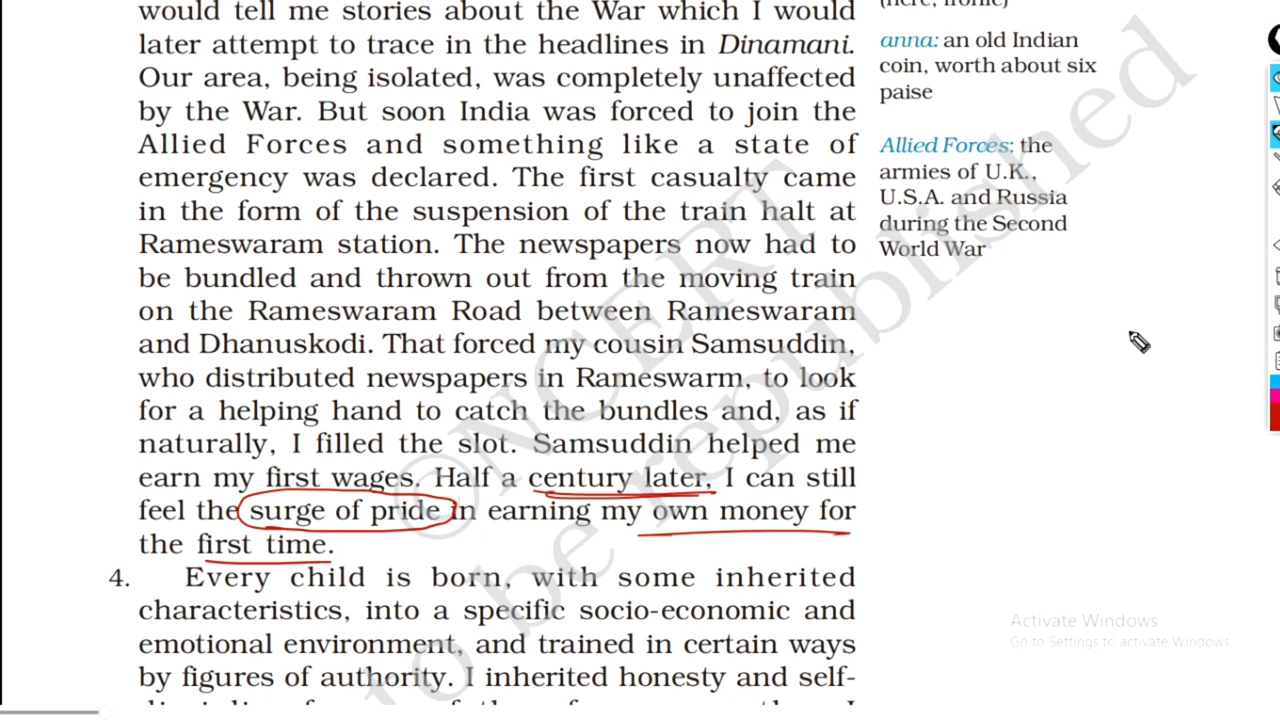 would tell me stories about the War which I would
later attempt to trace in the headlines in Dinamani.
Our area, being isolated, was completely unaffected
by the War. But soon India was forced to join the
Allied Forces and something like a state of
emergency was declared. The first casualty came
in the form of the suspension of the train halt at
Rameswaram station. The newspapers now had to
be bundled and thrown out from the moving train
on the Rameswaram Road between Rameswaram
and Dhanuskodi. That forced my cousin Samsuddin,
who distributed newspapers in Rameswarm, to look
for a helping hand to catch the bundles and, as if
naturally, I filled the slot. Samsuddin helped me
earn my first wages. Half a century later, I can still
feel the surge of pride in earning my own money for
the first time.
4. Every child is born, with some inherited
characteristics, into a specific socio-economic and
emotional environment, and trained in certain ways
by figures of authority. I inherited honesty and self-
(here, ironic)
anna: an old Indian
coin, worth about six
paise
Allied Forces: the
armies of U.K.,
U.S.A. and Russia
during the Second
World War
©NCERT
to be republished
Activate Windows
Go to Settings to activate Windows.